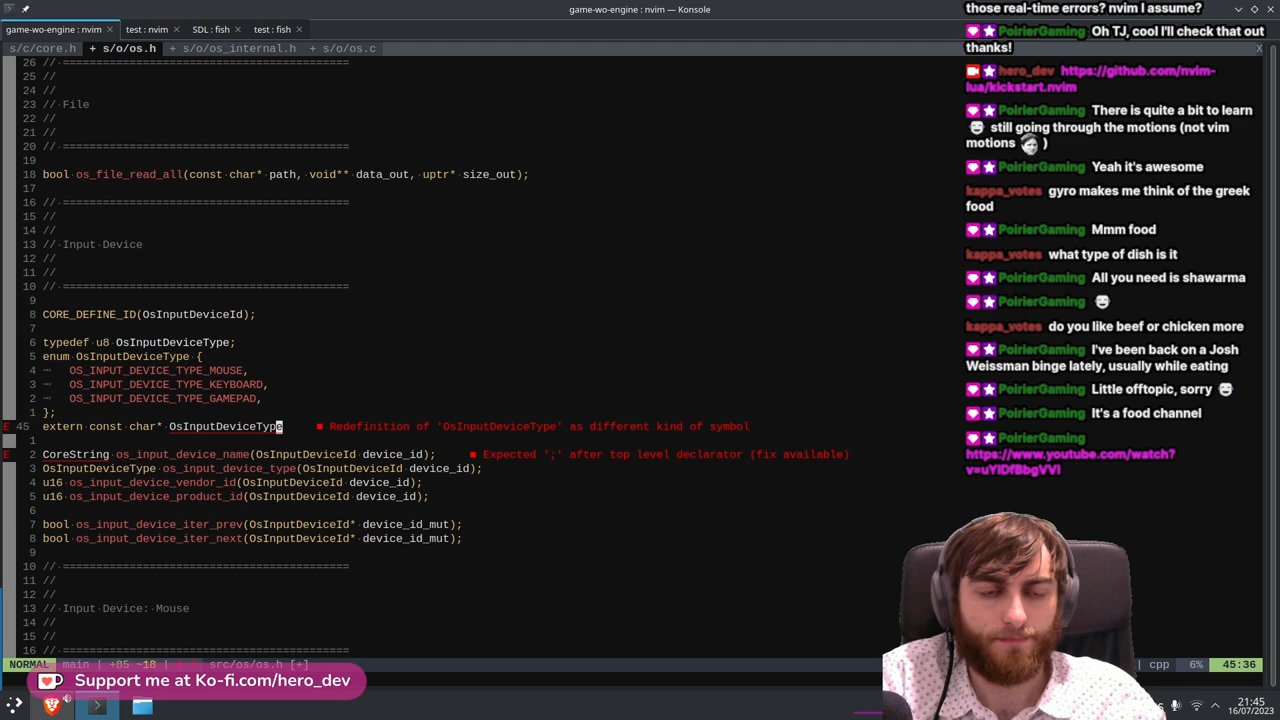 game-wo-engine : nvim — Konsole
game-wo-engine : nvim
test : nvim
SDL : fish
test : fish
s/c/core.h
+ s/o/os.h
+ s/o/os_internal.h
+ s/o/os.c
X
26 // ===========================================
25 //
24 //
23 // File
22 //
21 //
20 // ===========================================
19
18 bool os_file_read_all(const char* path, void** data_out, uptr* size_out);
17
16 // ===========================================
15 //
14 //
13 // Input Device
12 //
11 //
10 // ===========================================
9
8 CORE_DEFINE_ID(OsInputDeviceId);
7
6 typedef u8 OsInputDeviceType;
5 enum OsInputDeviceType {
4 OS_INPUT_DEVICE_TYPE_MOUSE,
3 OS_INPUT_DEVICE_TYPE_KEYBOARD,
2 OS_INPUT_DEVICE_TYPE_GAMEPAD,
1 };
E 45 extern const char* OsInputDeviceType ■ Redefinition of 'OsInputDeviceType' as different kind of symbol
1
E 2 CoreString os_input_device_name(OsInputDeviceId device_id); ■ Expected ';' after top level declarator (fix available)
3 OsInputDeviceType os_input_device_type(OsInputDeviceId device_id);
4 u16 os_input_device_vendor_id(OsInputDeviceId device_id);
5 u16 os_input_device_product_id(OsInputDeviceId device_id);
6
7 bool os_input_device_iter_prev(OsInputDeviceId* device_id_mut);
8 bool os_input_device_iter_next(OsInputDeviceId* device_id_mut);
9
10 // ===========================================
11 //
12 //
13 // Input Device: Mouse
14 //
15 //
16 // ===========================================
NORMAL main | +85 ~18 | src/os/os.h [+]
| cpp 6% 45:36
Support me at Ko-fi.com/hero_dev
21:45
16/07/2023
those real-time errors? nvim I assume?
PoirierGaming Oh TJ, cool I'll check that out
thanks!
hero_dev https://github.com/nvim-
lua/kickstart.nvim
PoirierGaming There is quite a bit to learn
still going through the motions (not vim
motions )
PoirierGaming Yeah it's awesome
kappa_votes gyro makes me think of the greek
food
PoirierGaming Mmm food
kappa_votes what type of dish is it
PoirierGaming All you need is shawarma
PoirierGaming
kappa_votes do you like beef or chicken more
PoirierGaming I've been back on a Josh
Weissman binge lately, usually while eating
PoirierGaming Little offtopic, sorry
PoirierGaming It's a food channel
PoirierGaming
https://www.youtube.com/watch?